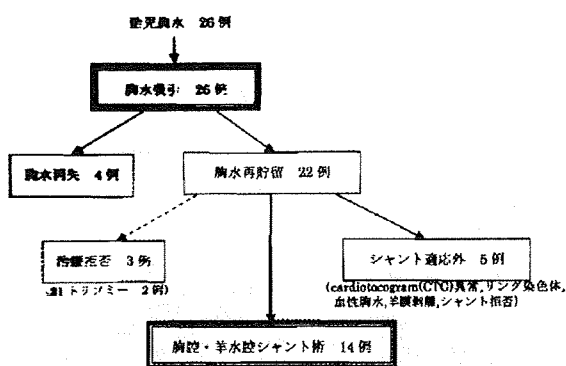 胎児胸水 26例
胸水吸引 26例
胸水消失 4例
胸水再貯留 22例
治療拒否 3例
(21トリソミー 2例)
シャント適応外 5例
(cardiotocogram(CTG)異常,リング染色体,
血性胸水,羊膜剥離,シャント拒否)
胸腔・羊水腔シャント術 14例